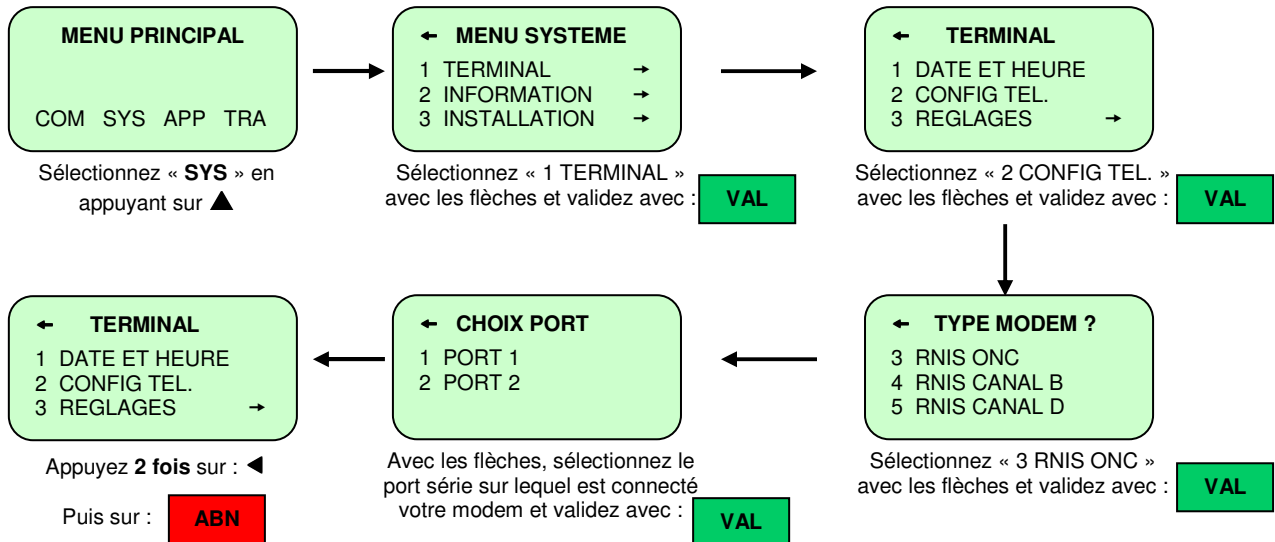 MENU PRINCIPAL
COM SYS APP TRA
Sélectionnez « SYS » en
appuyant sur ▲
← MENU SYSTEME
1 TERMINAL →
2 INFORMATION →
3 INSTALLATION →
Sélectionnez « 1 TERMINAL »
avec les flèches et validez avec :
VAL
← TERMINAL
1 DATE ET HEURE
2 CONFIG TEL.
3 REGLAGES →
Sélectionnez « 2 CONFIG TEL. »
avec les flèches et validez avec :
VAL
← TYPE MODEM ?
3 RNIS ONC
4 RNIS CANAL B
5 RNIS CANAL D
Sélectionnez « 3 RNIS ONC »
avec les flèches et validez avec :
VAL
← CHOIX PORT
1 PORT 1
2 PORT 2
Avec les flèches, sélectionnez le
port série sur lequel est connecté
votre modem et validez avec :
VAL
← TERMINAL
1 DATE ET HEURE
2 CONFIG TEL.
3 REGLAGES →
Appuyez 2 fois sur : ◀
Puis sur :
ABN